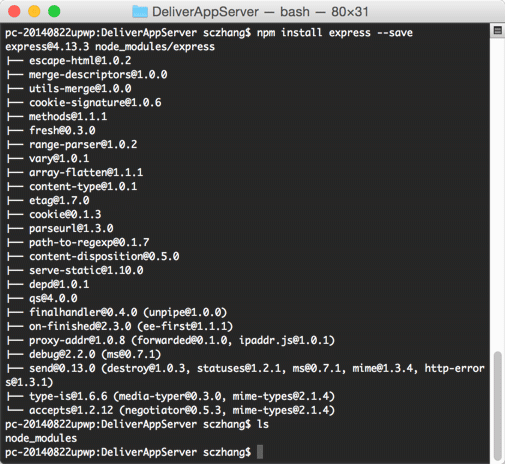 DeliverAppServer — bash — 80×31
pc-20140822upwp:DeliverAppServer sczhang$ npm install express --save
express@4.13.3 node_modules/express
├── escape-html@1.0.2
├── merge-descriptors@1.0.0
├── utils-merge@1.0.0
├── cookie-signature@1.0.6
├── methods@1.1.1
├── fresh@0.3.0
├── range-parser@1.0.2
├── vary@1.0.1
├── array-flatten@1.1.1
├── content-type@1.0.1
├── etag@1.7.0
├── cookie@0.1.3
├── parseurl@1.3.0
├── path-to-regexp@0.1.7
├── content-disposition@0.5.0
├── serve-static@1.10.0
├── depd@1.0.1
├── qs@4.0.0
├── finalhandler@0.4.0 (unpipe@1.0.0)
├── on-finished@2.3.0 (ee-first@1.1.1)
├── proxy-addr@1.0.8 (forwarded@0.1.0, ipaddr.js@1.0.1)
├── debug@2.2.0 (ms@0.7.1)
├── send@0.13.0 (destroy@1.0.3, statuses@1.2.1, ms@0.7.1, mime@1.3.4, http-error
s@1.3.1)
├── type-is@1.6.6 (media-typer@0.3.0, mime-types@2.1.4)
└── accepts@1.2.12 (negotiator@0.5.3, mime-types@2.1.4)
pc-20140822upwp:DeliverAppServer sczhang$ ls
node_modules
pc-20140822upwp:DeliverAppServer sczhang$